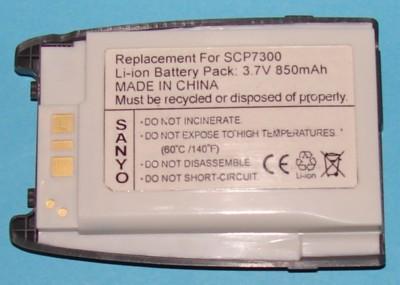 Replacement For SCP7300
Li-ion Battery Pack: 3.7V 850mAh
MADE IN CHINA
Must be recycled or disposed of properly.
SANYO
-DO NOT INCINERATE.
-DO NOT EXPOSE TO TEMPERATURE HIGH
(60°C /140°F)
-DO NOT DISASSEMBLE.
-DO NOT SHORT-CIRCUIT.
CE
Li-ion